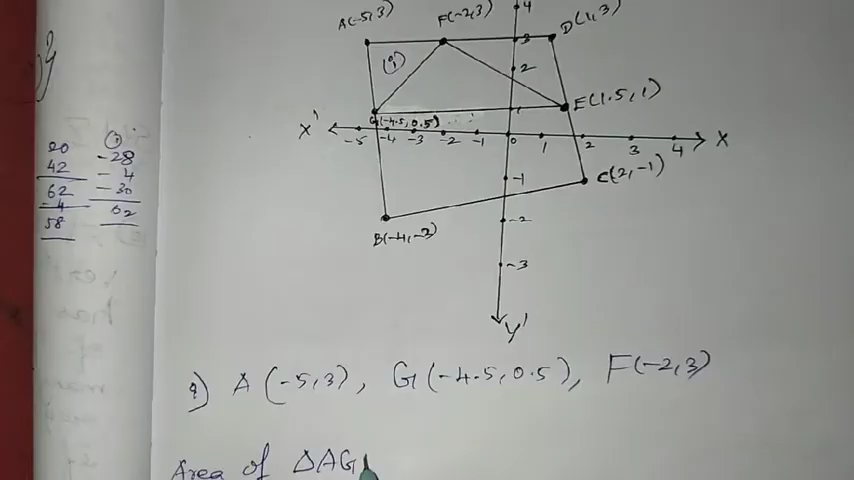 4
A(-5,3) F(-2,3) D(1,3)
3
(i)
2
E(1.5,1)
1
G(-4.5,0.5)
X' -5 -4 -3 -2 -1 0 1 2 3 4 X
-1 C(2,-1)
-2
B(-4,-2)
-3
Y'
20
42
62
-4
58
-28
- 4
- 30
62
i) A(-5,3), G(-4.5,0.5), F(-2,3)
Area of ΔAG